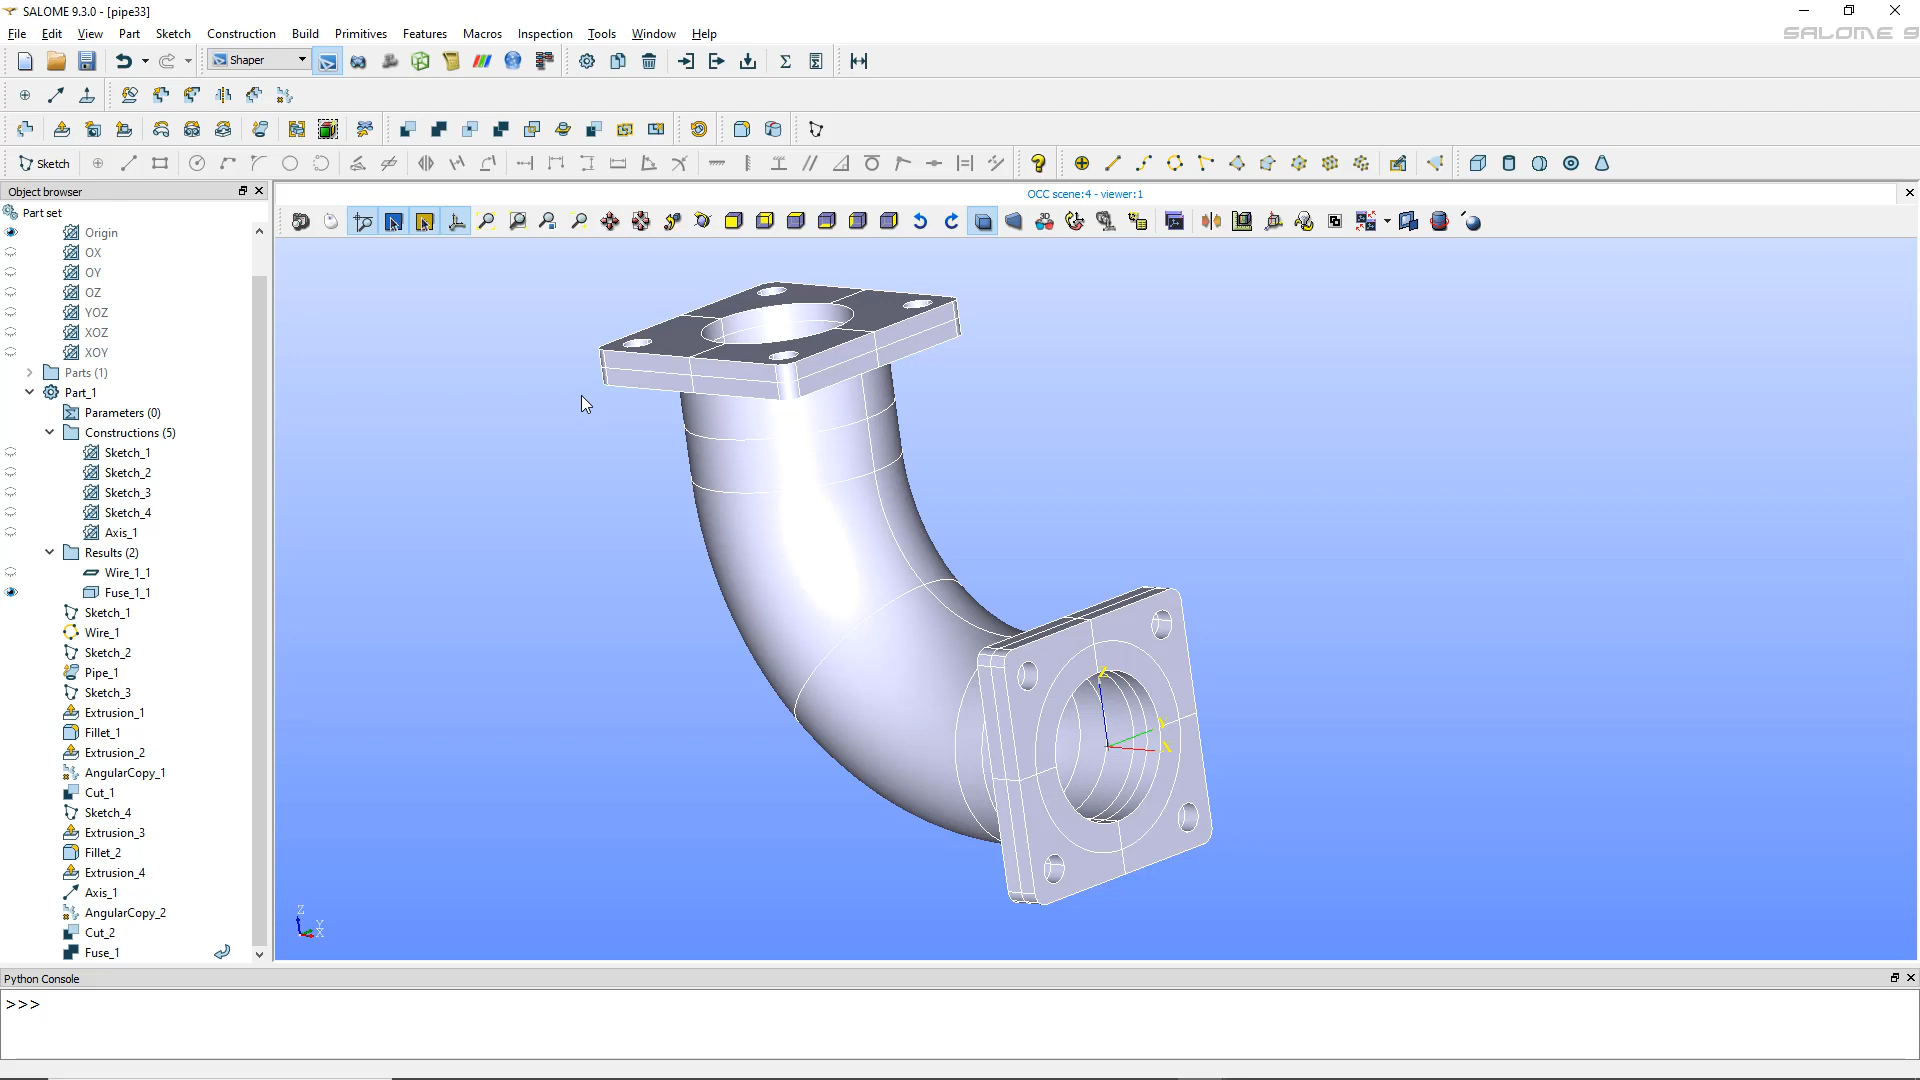 SALOME 9.3.0 - [pipe33]
File Edit View Part Sketch Construction Build Primitives Features Macros Inspection Tools Window Help
SALOME 9
Shaper
Sketch
Object browser
OCC scene:4 - viewer:1
Part set
Origin
OX
OY
OZ
YOZ
XOZ
XOY
Parts (1)
Part_1
Parameters (0)
Constructions (5)
Sketch_1
Sketch_2
Sketch_3
Sketch_4
Axis_1
Results (2)
Wire_1_1
Fuse_1_1
Sketch_1
Wire_1
Sketch_2
Pipe_1
Sketch_3
Extrusion_1
Fillet_1
Extrusion_2
AngularCopy_1
Cut_1
Sketch_4
Extrusion_3
Fillet_2
Extrusion_4
Axis_1
AngularCopy_2
Cut_2
Fuse_1
Z
Y
X
Z
Y
X
Python Console
>>>